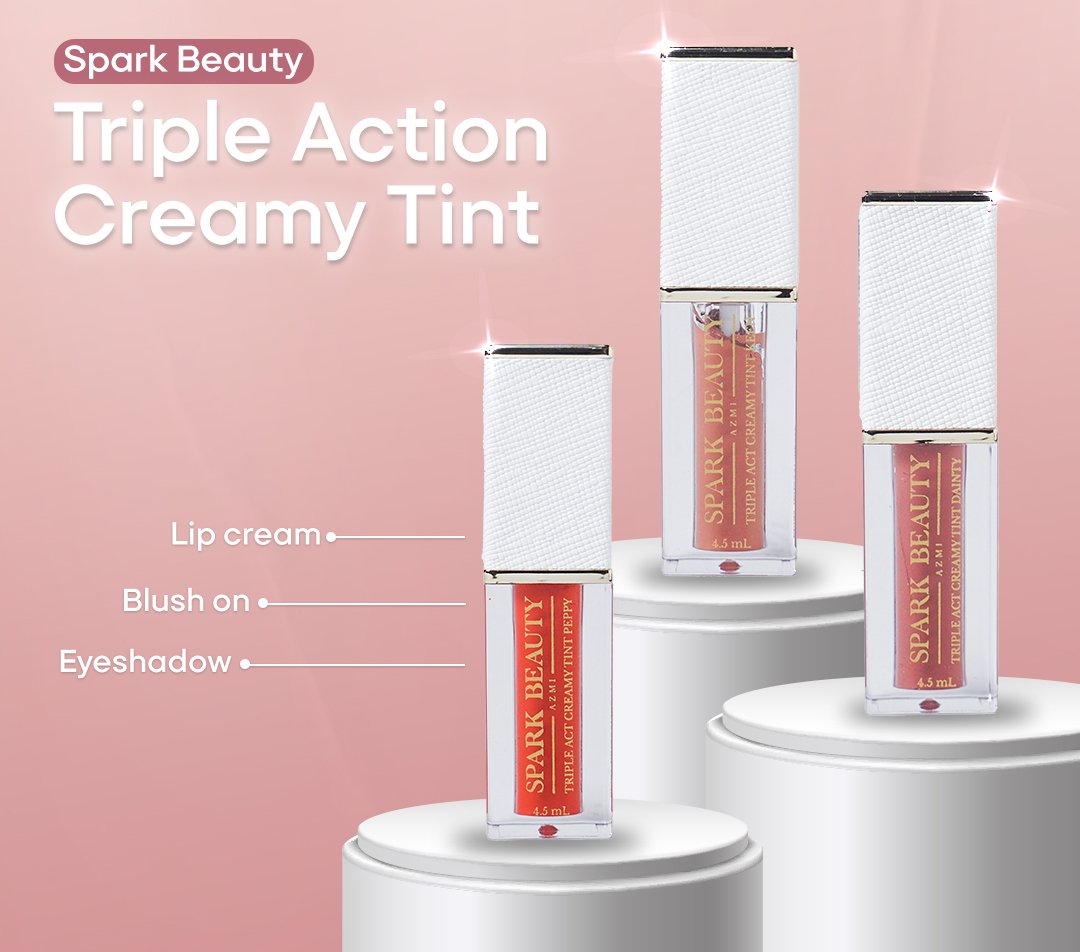 Spark Beauty
Triple Action
Creamy Tint
Lip cream
Blush on
Eyeshadow
SPARK BEAUTY
AZMI
TRIPLE ACT CREAMY TINT PEPPY
4.5 mL
SPARK BEAUTY
AZMI
TRIPLE ACT CREAMY TINT
4.5 mL
SPARK BEAUTY
AZMI
TRIPLE ACT CREAMY TINT DAINTY
4.5 mL